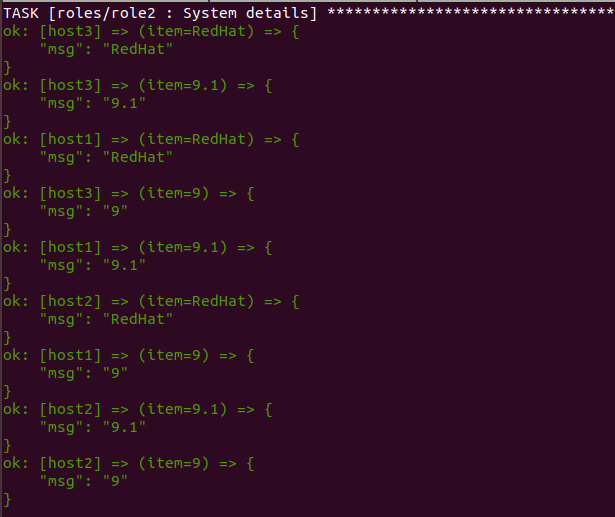 TASK [roles/role2 : System details] ********************************
ok: [host3] => (item=RedHat) => {
    "msg": "RedHat"
}
ok: [host3] => (item=9.1) => {
    "msg": "9.1"
}
ok: [host1] => (item=RedHat) => {
    "msg": "RedHat"
}
ok: [host3] => (item=9) => {
    "msg": "9"
}
ok: [host1] => (item=9.1) => {
    "msg": "9.1"
}
ok: [host2] => (item=RedHat) => {
    "msg": "RedHat"
}
ok: [host1] => (item=9) => {
    "msg": "9"
}
ok: [host2] => (item=9.1) => {
    "msg": "9.1"
}
ok: [host2] => (item=9) => {
    "msg": "9"
}